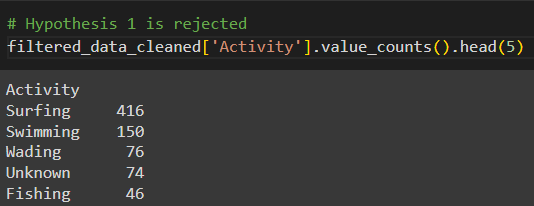 # Hypothesis 1 is rejected
filtered_data_cleaned['Activity'].value_counts().head(5)
Activity
Surfing 416
Swimming 150
Wading 76
Unknown 74
Fishing 46